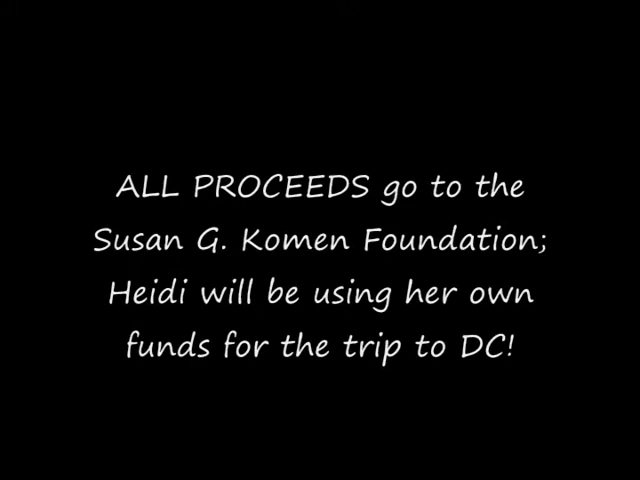 ALL PROCEEDS go to the
Susan G. Komen Foundation;
Heidi will be using her own
funds for the trip to DC!